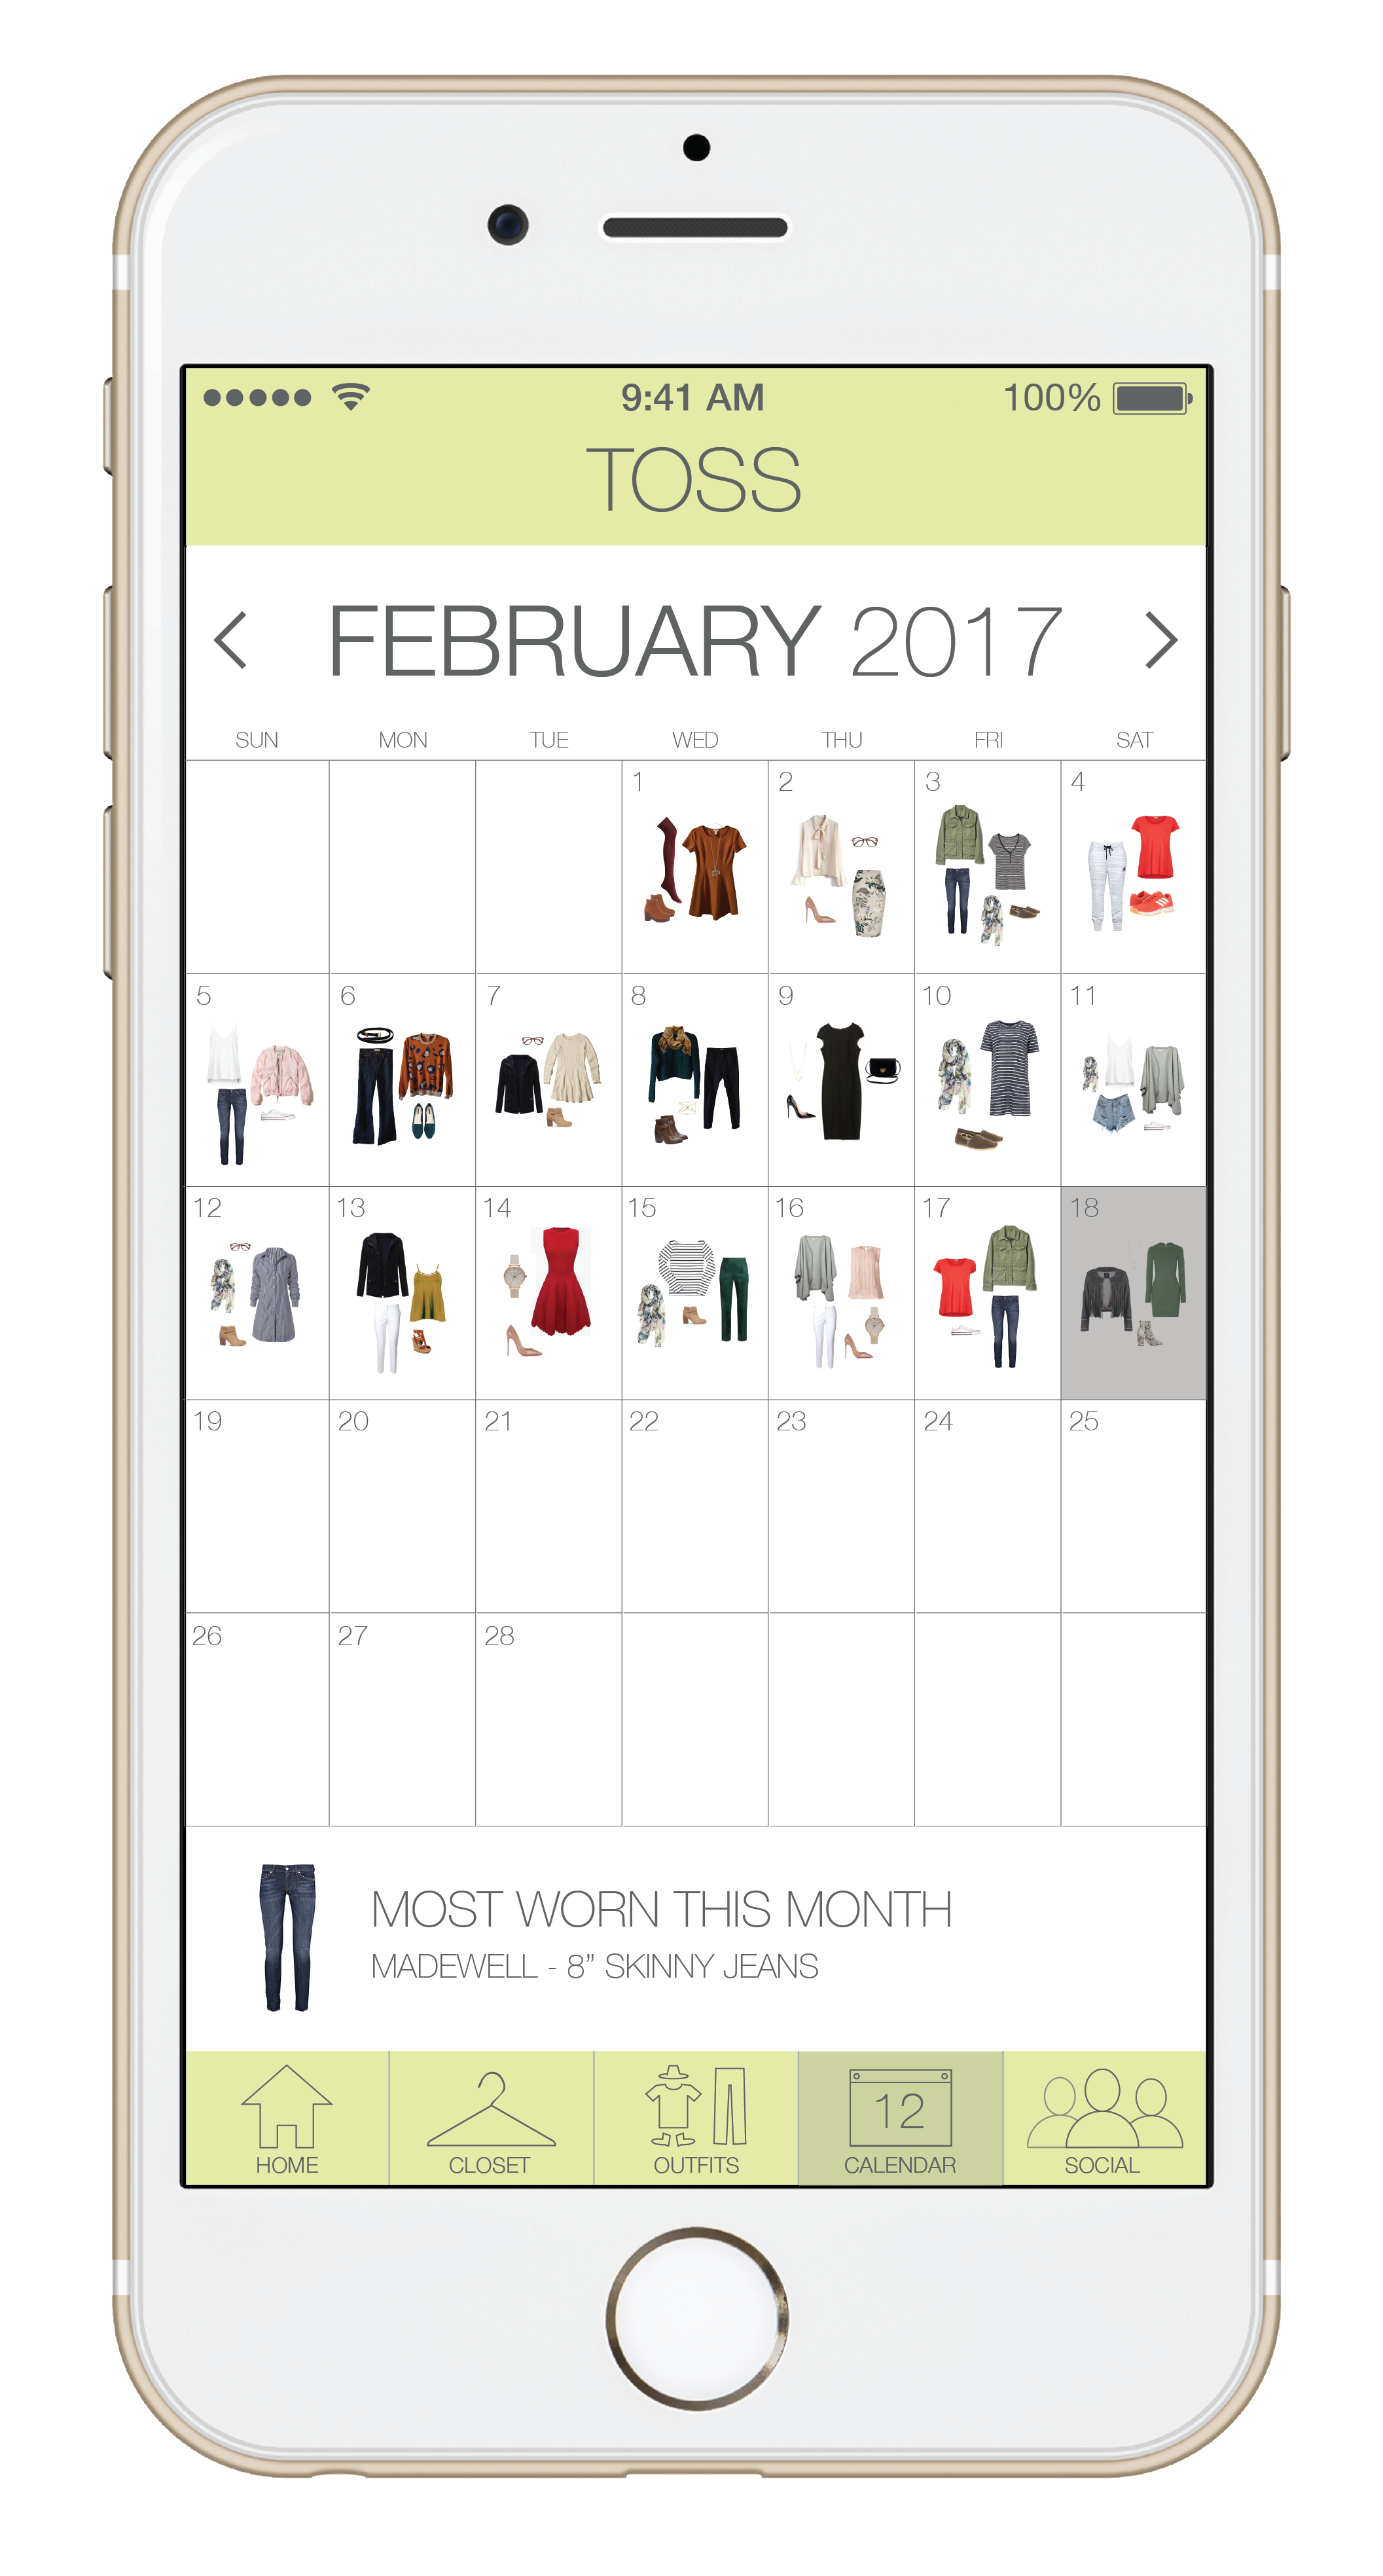 9:41 AM 100%
TOSS
FEBRUARY 2017
SUN MON TUE WED THU FRI SAT
1 2 3 4
5 6 7 8 9 10 11
12 13 14 15 16 17 18
19 20 21 22 23 24 25
26 27 28
MOST WORN THIS MONTH
MADEWELL - 8” SKINNY JEANS
12
HOME CLOSET OUTFITS CALENDAR SOCIAL